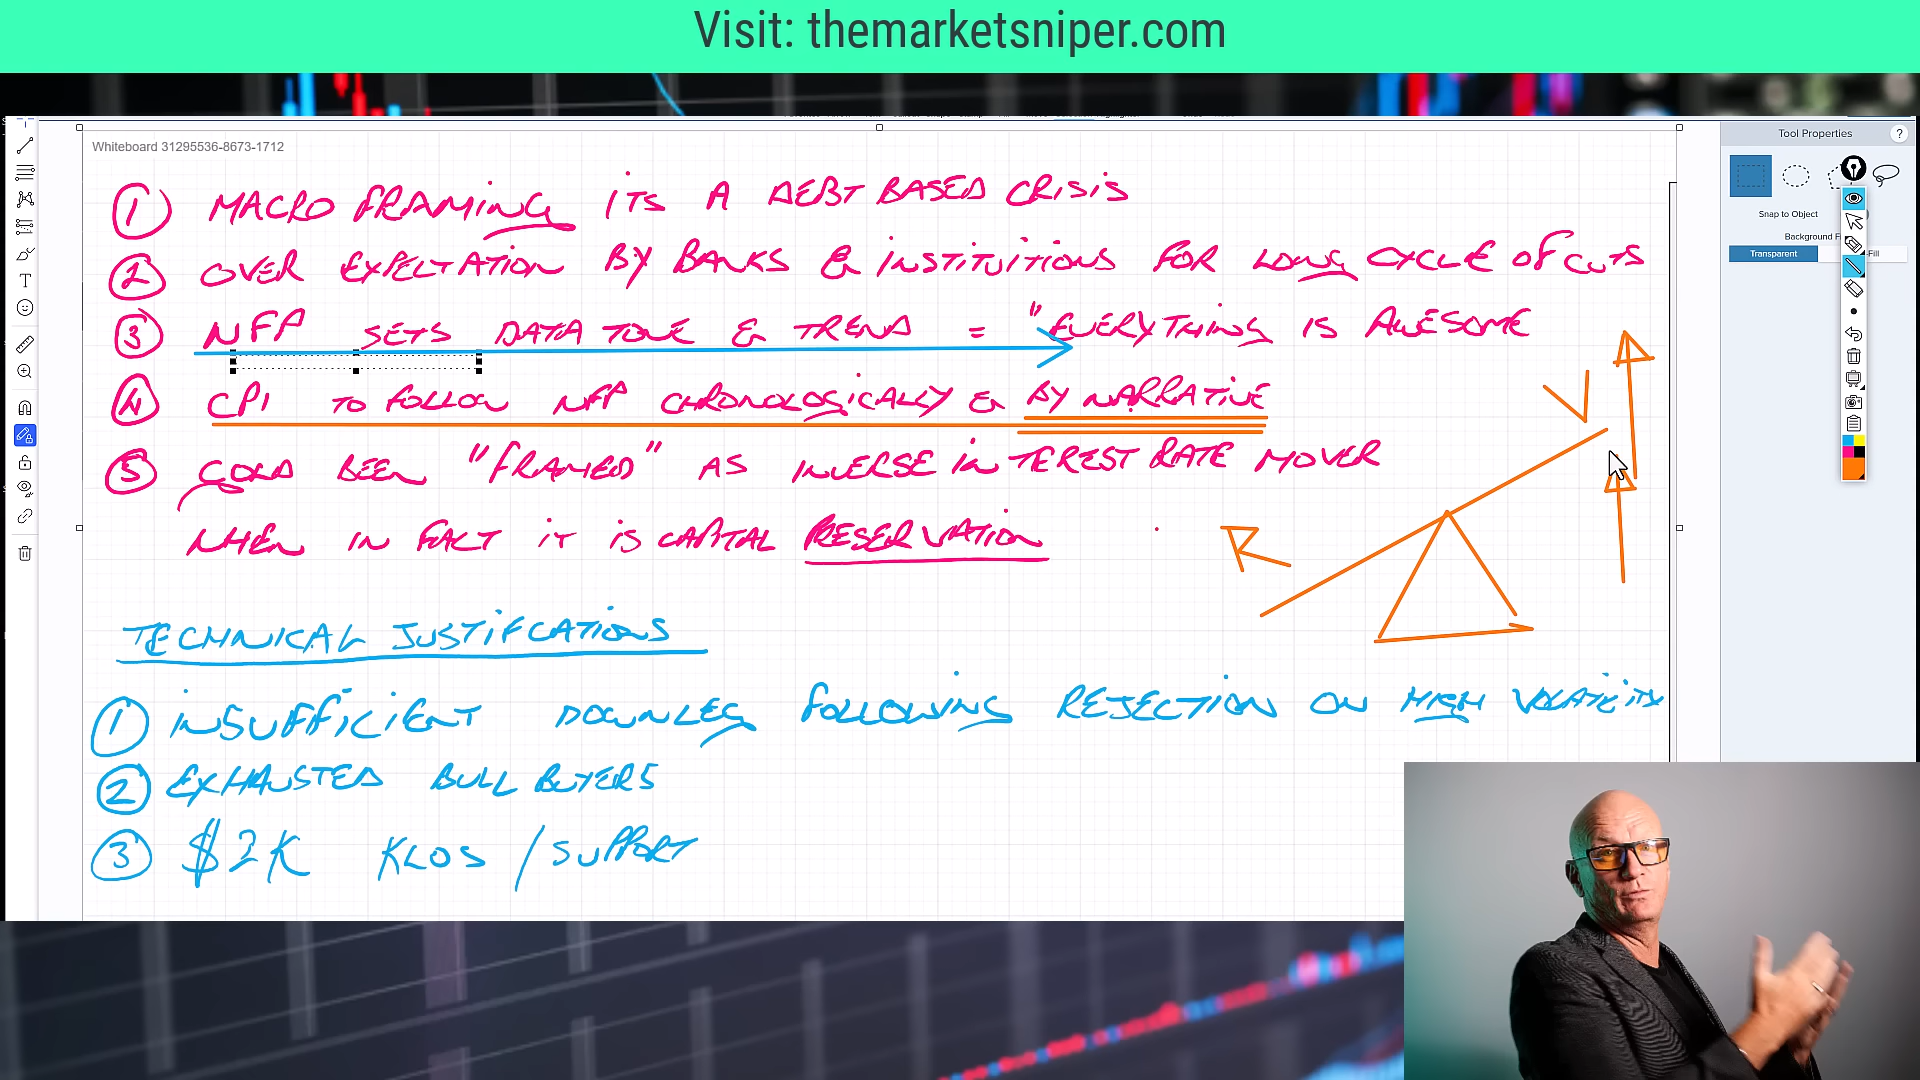 Visit: themarketsniper.com
Tool Properties
?
Whiteboard 31295536-8673-1712
① MACRO FRAMING ITS A DEBT BASED CRISIS
② OVER EXPECTATION BY BANKS & INSTITUITIONS FOR LONG CYCLE OF CUTS
③ NFP SETS DATA TONE & TREND = "EVERYTHING IS AWESOME
④ CPI TO FOLLOW NFP CHRONOLOGICALLY & BY NARRATIVE
⑤ GOLD BEEN "FRAMED" AS INVERSE INTEREST RATE MOVER
WHEN IN FACT IT IS CAPITAL PRESERVATION
Snap to Object
Background
Transparent Fill
TECHNICAL JUSTIFCATIONS
① INSUFFICIENT DOWNLEG FOLLOWING REJECTION ON HIGH VOLATILITY
② EXHAUSTED BULL BUYERS
③ $2K KLOS / SUPPORT